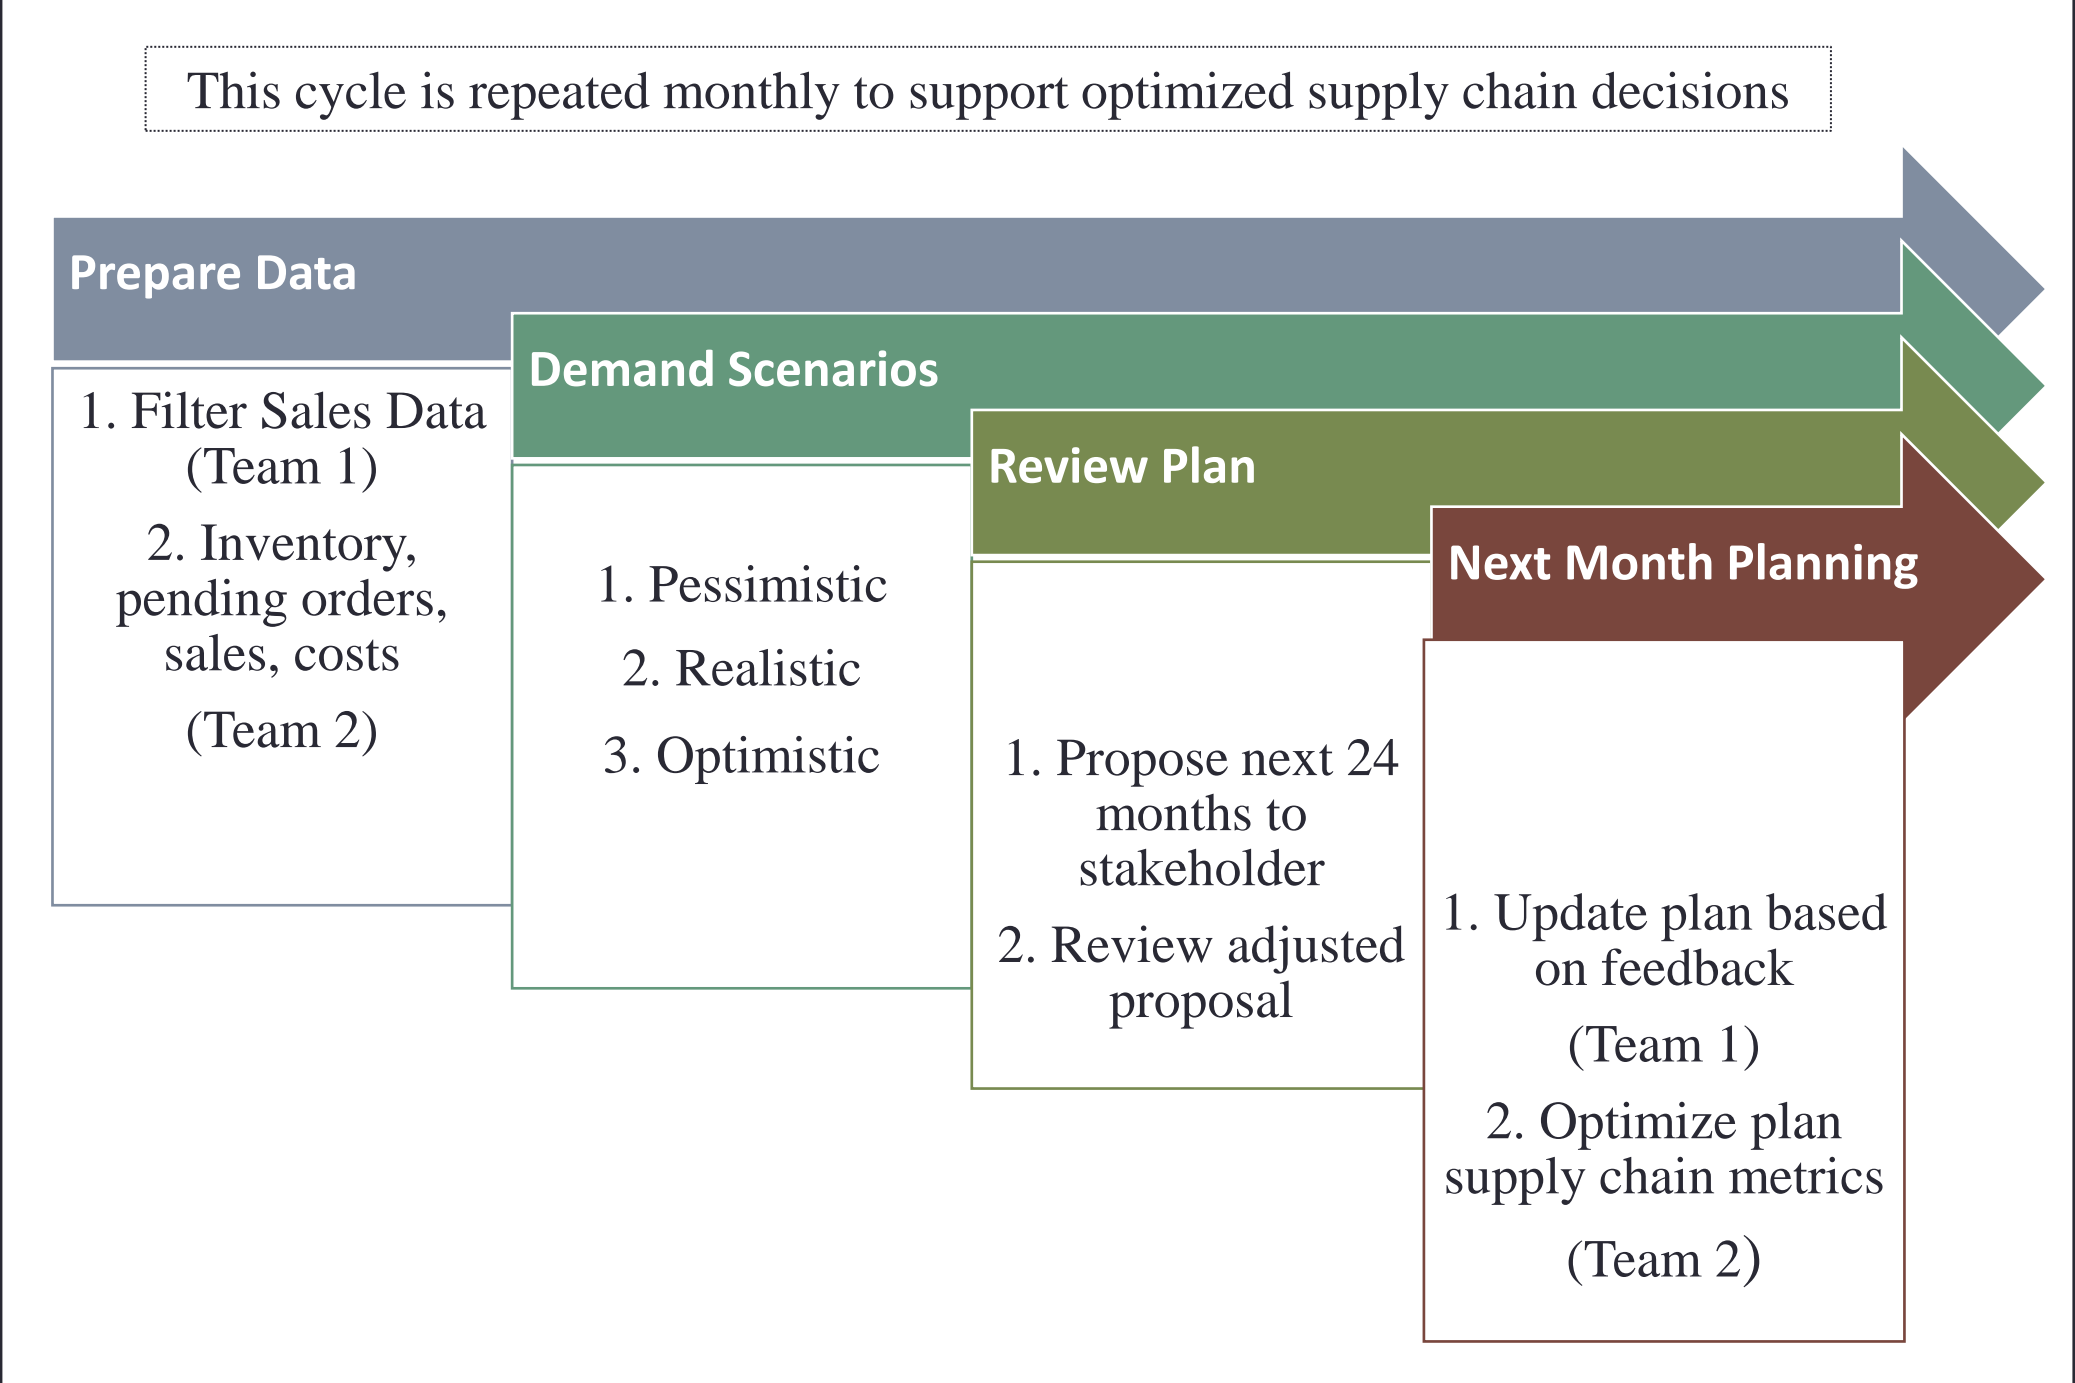 This cycle is repeated monthly to support optimized supply chain decisions
Prepare Data
1. Filter Sales Data
(Team 1)
2. Inventory,
pending orders,
sales, costs
(Team 2)
Demand Scenarios
1. Pessimistic
2. Realistic
3. Optimistic
Review Plan
1. Propose next 24
months to
stakeholder
2. Review adjusted
proposal
Next Month Planning
1. Update plan based
on feedback
(Team 1)
2. Optimize plan
supply chain metrics
(Team 2)